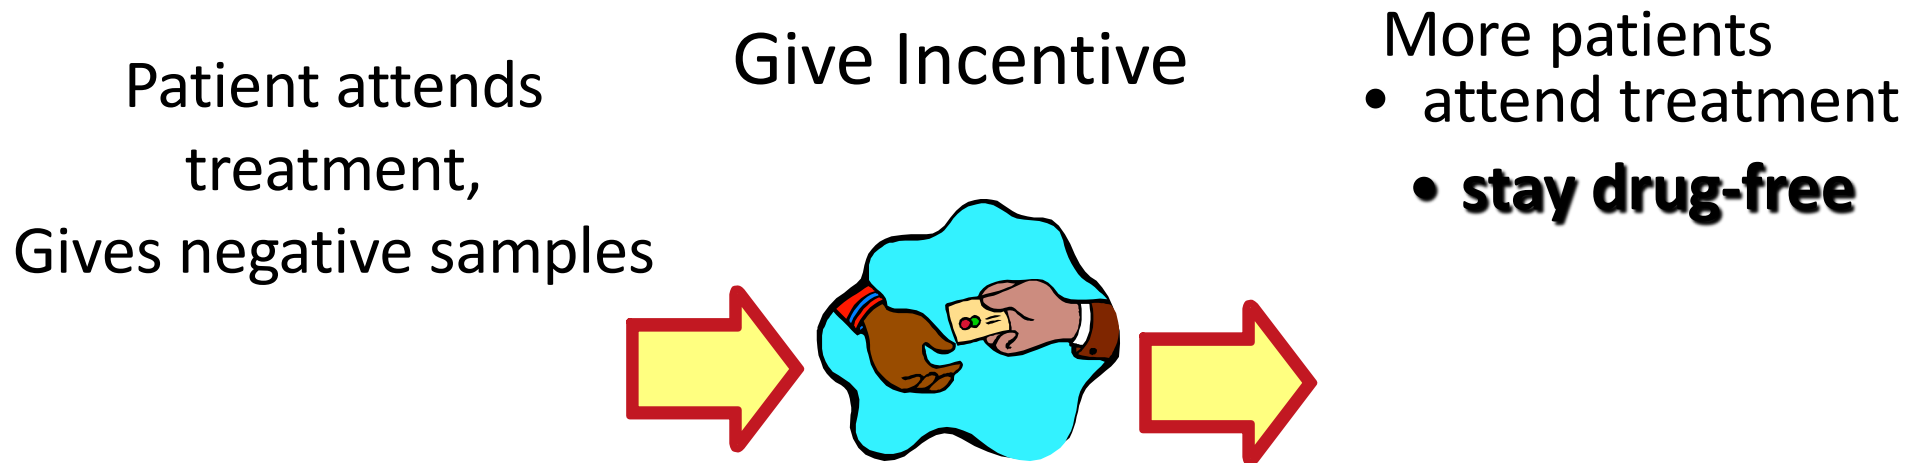 Patient attends
treatment,
Gives negative samples
Give Incentive
More patients
• attend treatment
• stay drug-free